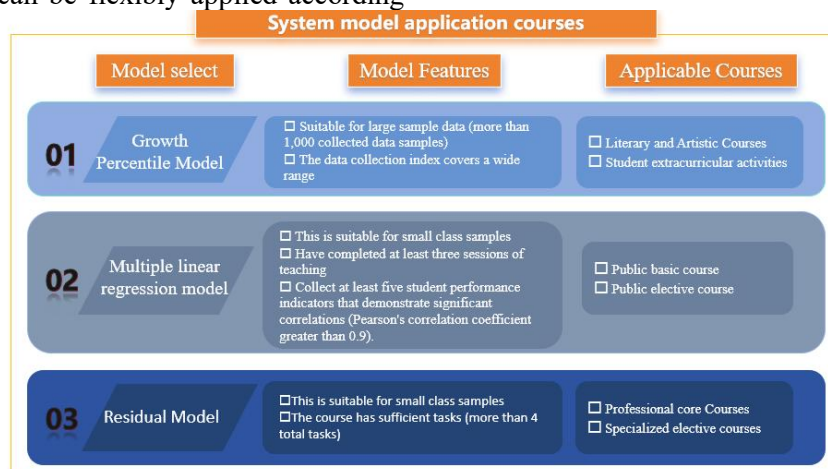 can be flexibly applied according
System model application courses
Model select
Model Features
Applicable Courses
01
Growth
Percentile Model
☐ Suitable for large sample data (more than
1,000 collected data samples)
☐ The data collection index covers a wide
range
☐ Literary and Artistic Courses
☐ Student extracurricular activities
02
Multiple linear
regression model
☐ This is suitable for small class samples
☐ Have completed at least three sessions of
teaching
☐ Collect at least five student performance
indicators that demonstrate significant
correlations (Pearson's correlation coefficient
greater than 0.9).
☐ Public basic course
☐ Public elective course
03
Residual Model
☐This is suitable for small class samples
☐The course has sufficient tasks (more than 4
total tasks)
☐ Professional core Courses
☐ Specialized elective courses